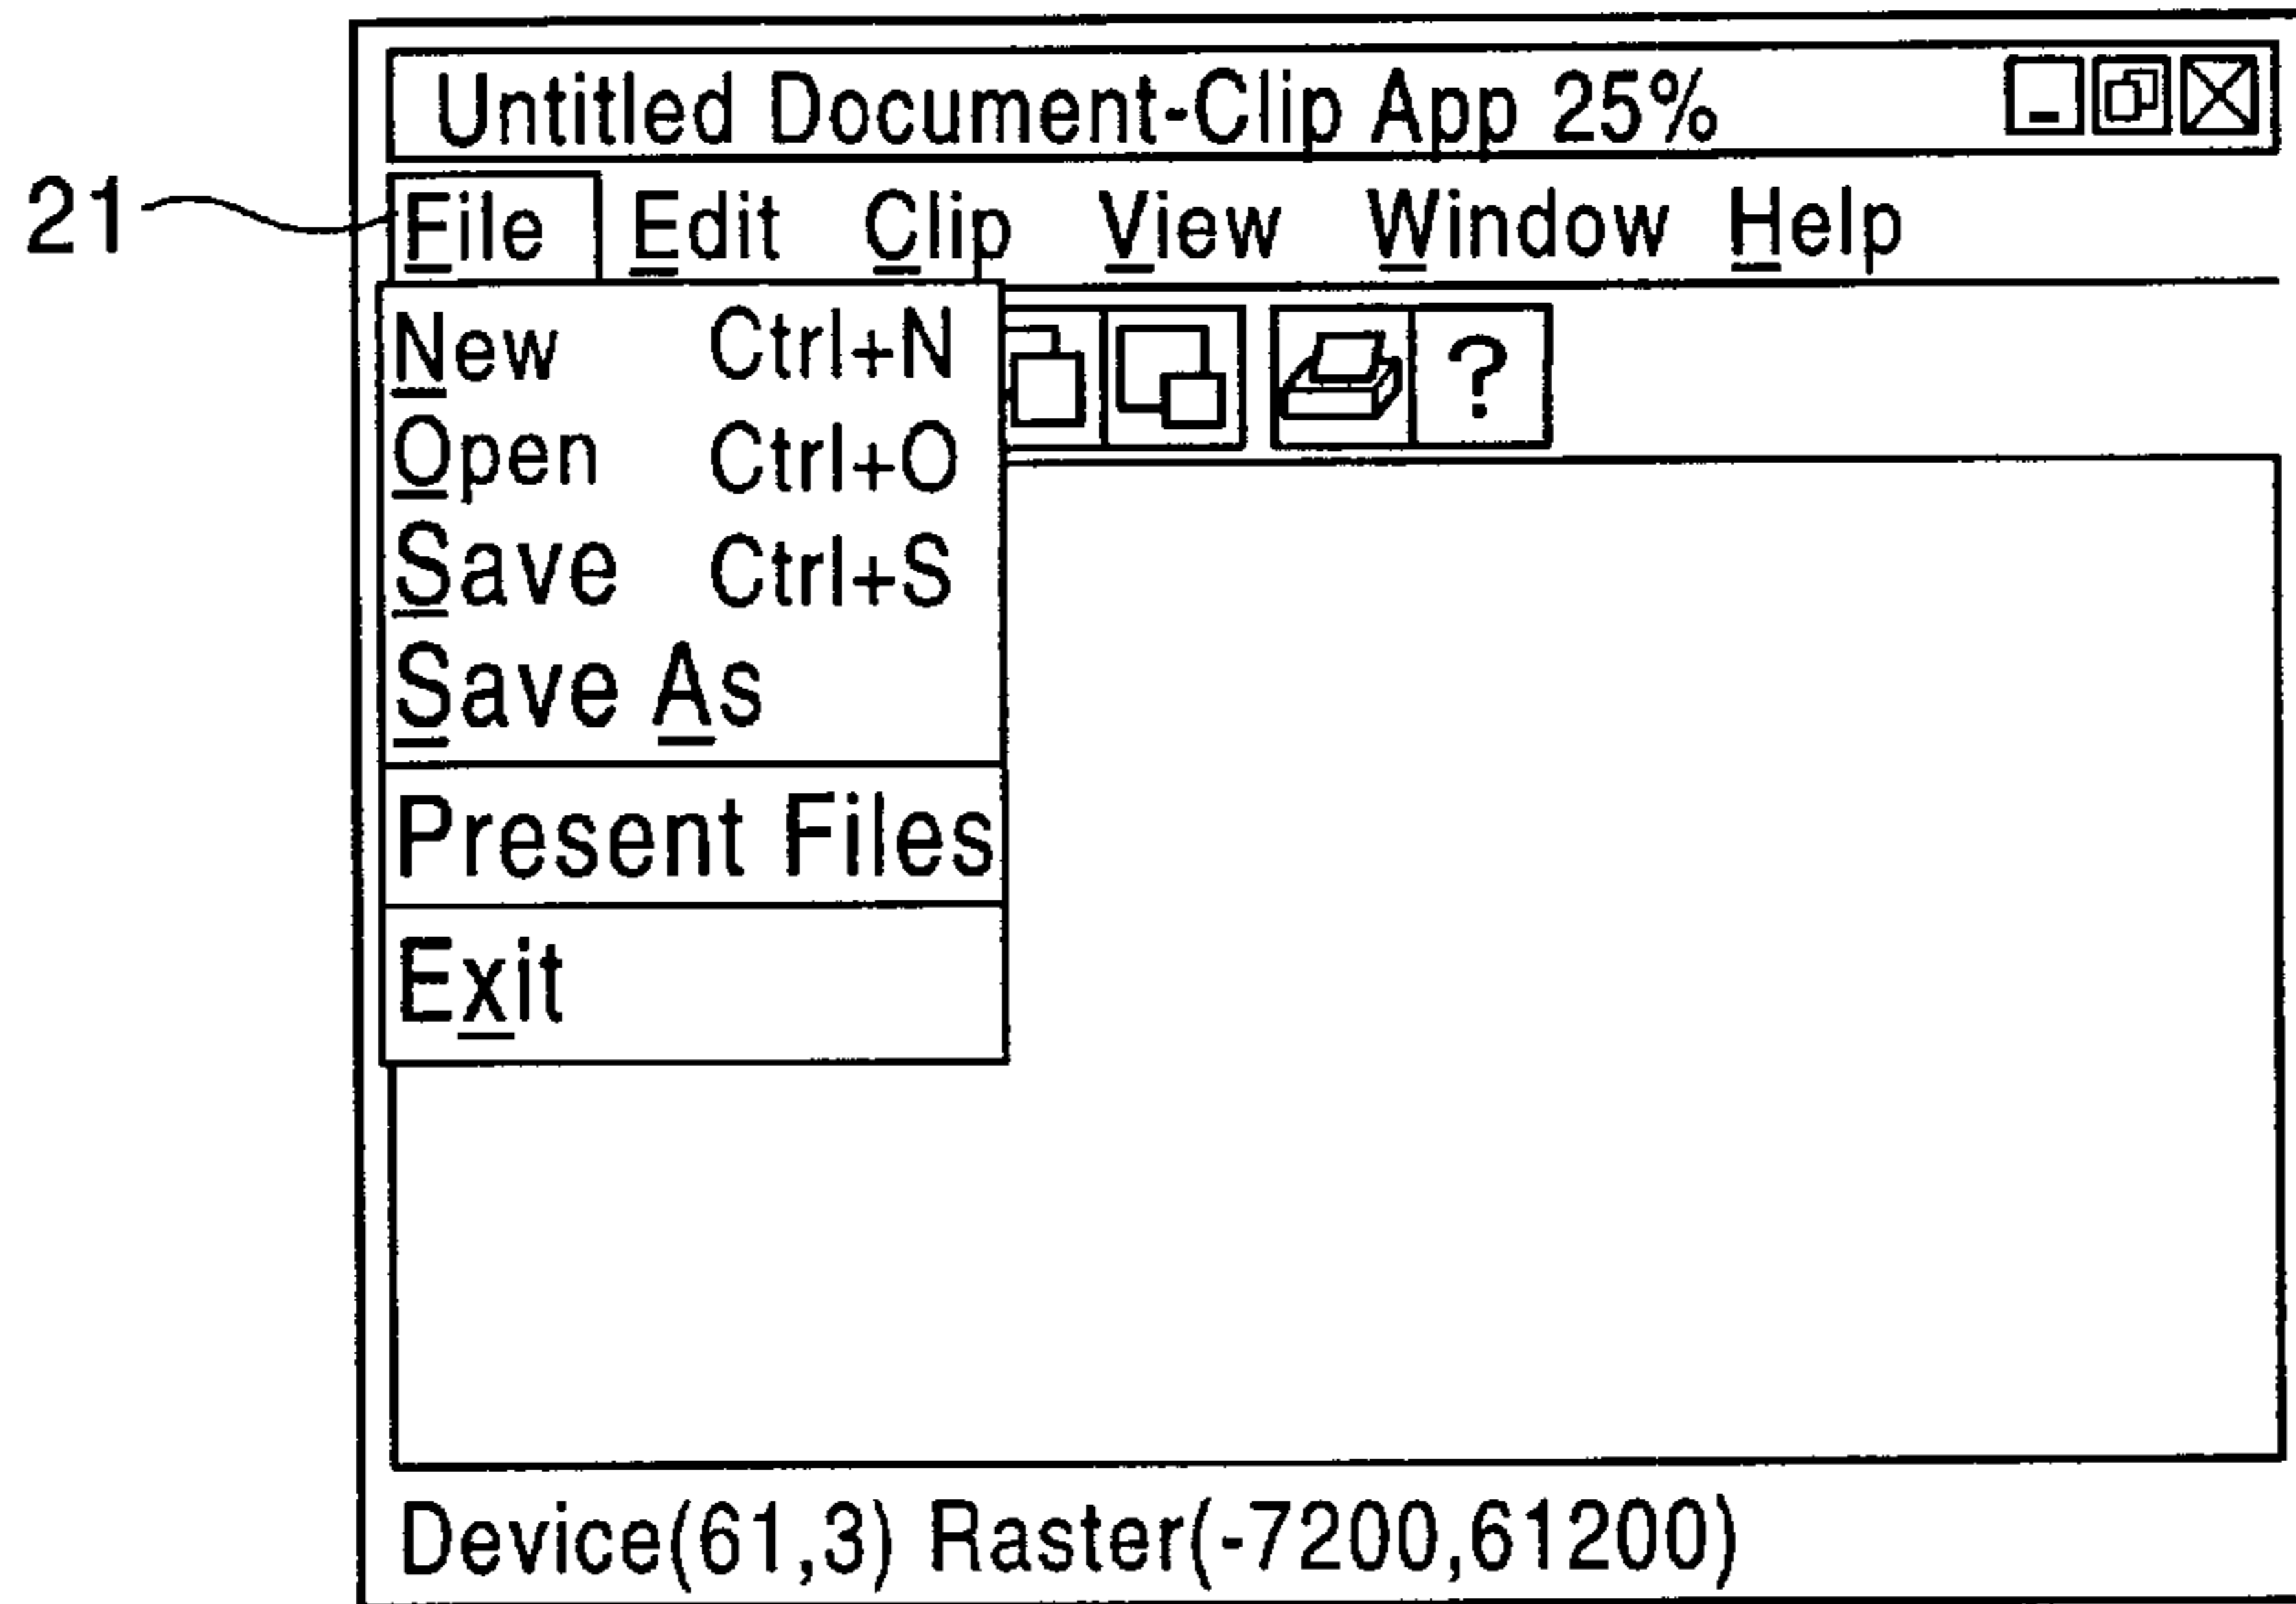 Untitled Document-Clip App 25%
21
File Edit Clip View Window Help
New Ctrl+N
?
Open Ctrl+O
Save Ctrl+S
Save As
Present Files
Exit
Device(61,3) Raster(-7200,61200)